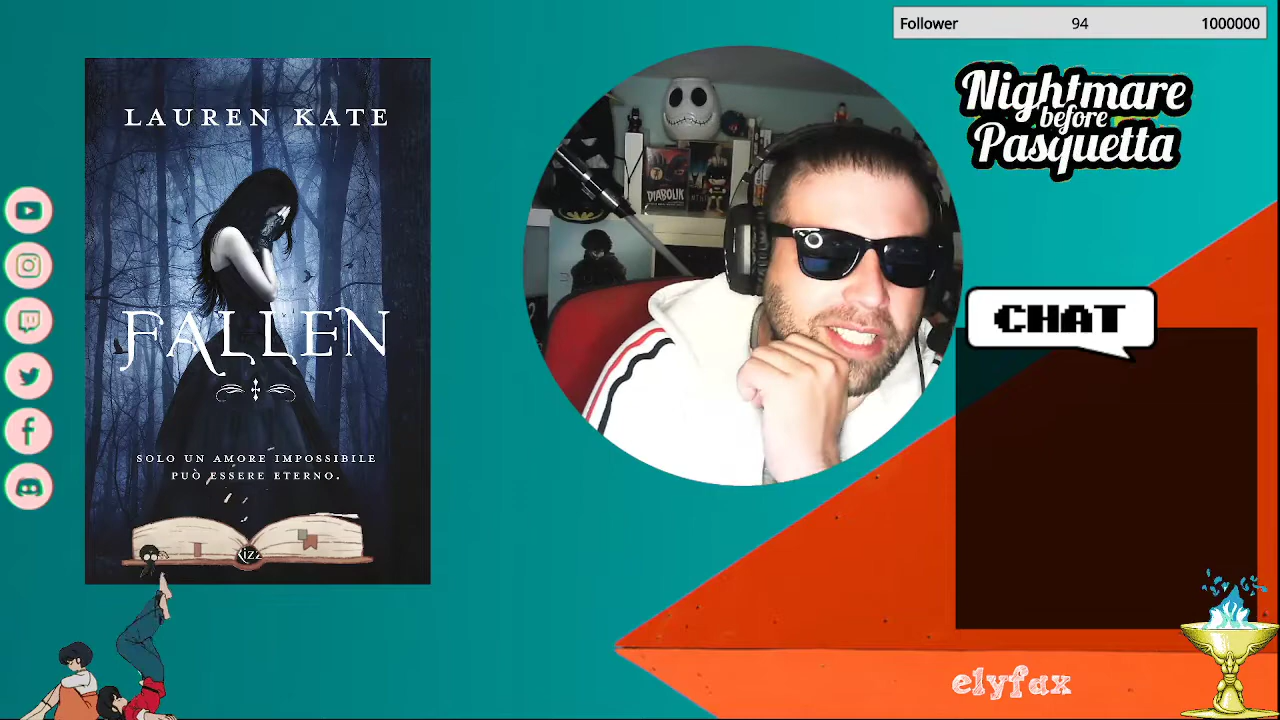 Follower 94 1000000
LAUREN KATE
FALLEN
SOLO UN AMORE IMPOSSIBILE
PUÒ ESSERE ETERNO.
Nightmare
before
Pasquetta
DIABOLIK
CHAT
elyfax